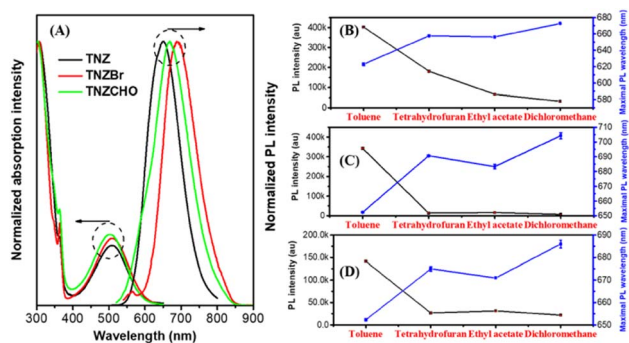 (A)
TNZ
TNZBr
TNZCHO
Normalized absorption intensity
Normalized PL intensity
300 400 500 600 700 800 900
Wavelength (nm)
(B)
PL intensity (au)
400k
300k
200k
100k
0
Maximal PL wavelength (nm)
680
660
640
620
600
580
Toluene Tetrahydrofuran Ethyl acetate Dichloromethane
(C)
PL intensity (au)
400k
300k
200k
100k
0
Maximal PL wavelength (nm)
710
700
690
680
670
660
650
Toluene Tetrahydrofuran Ethyl acetate Dichloromethane
(D)
PL intensity (au)
200.0k
150.0k
100.0k
50.0k
0.0
Maximal PL wavelength (nm)
690
680
670
660
650
Toluene Tetrahydrofuran Ethyl acetate Dichloromethane